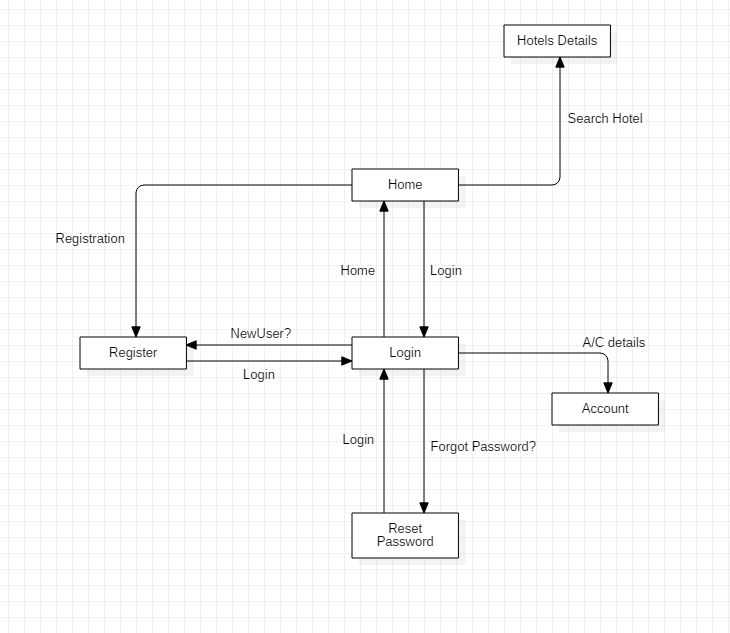 Hotels Details
Search Hotel
Home
Registration
Home
Login
NewUser?
Register
Login
Login
A/C details
Account
Login
Forgot Password?
Reset
Password